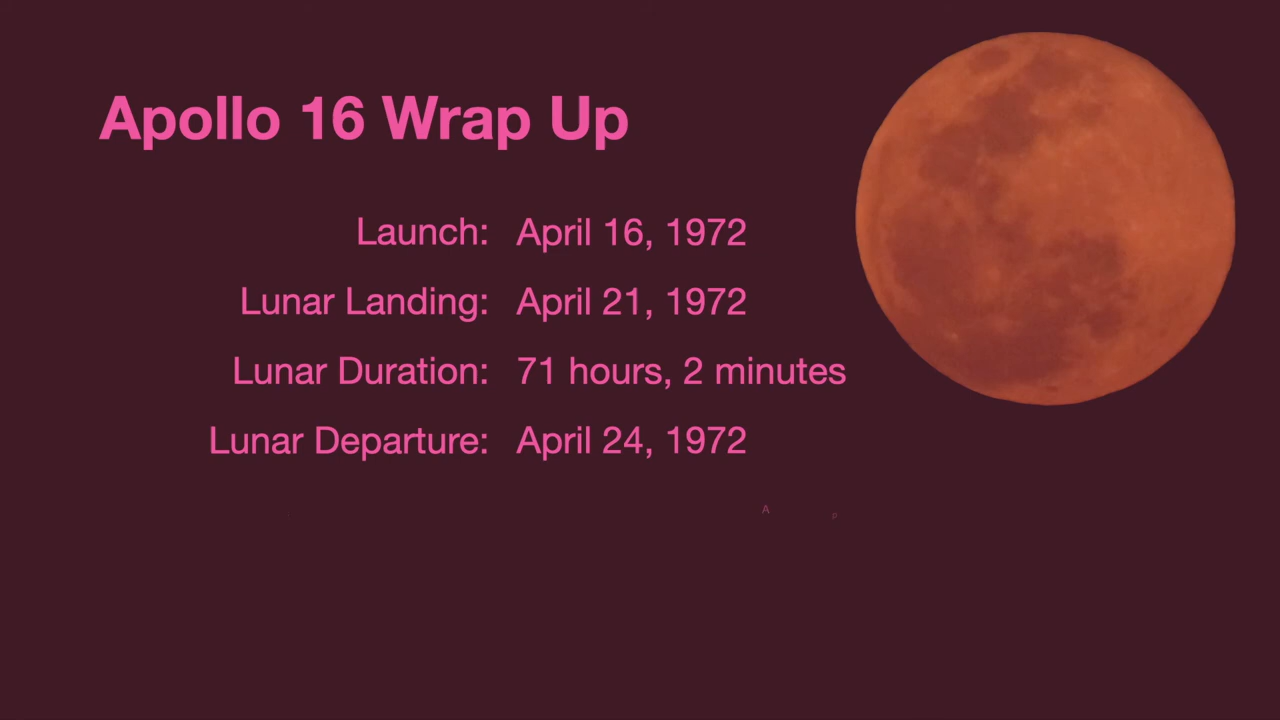 Apollo 16 Wrap Up
Launch: April 16, 1972
Lunar Landing: April 21, 1972
Lunar Duration: 71 hours, 2 minutes
Lunar Departure: April 24, 1972
A p